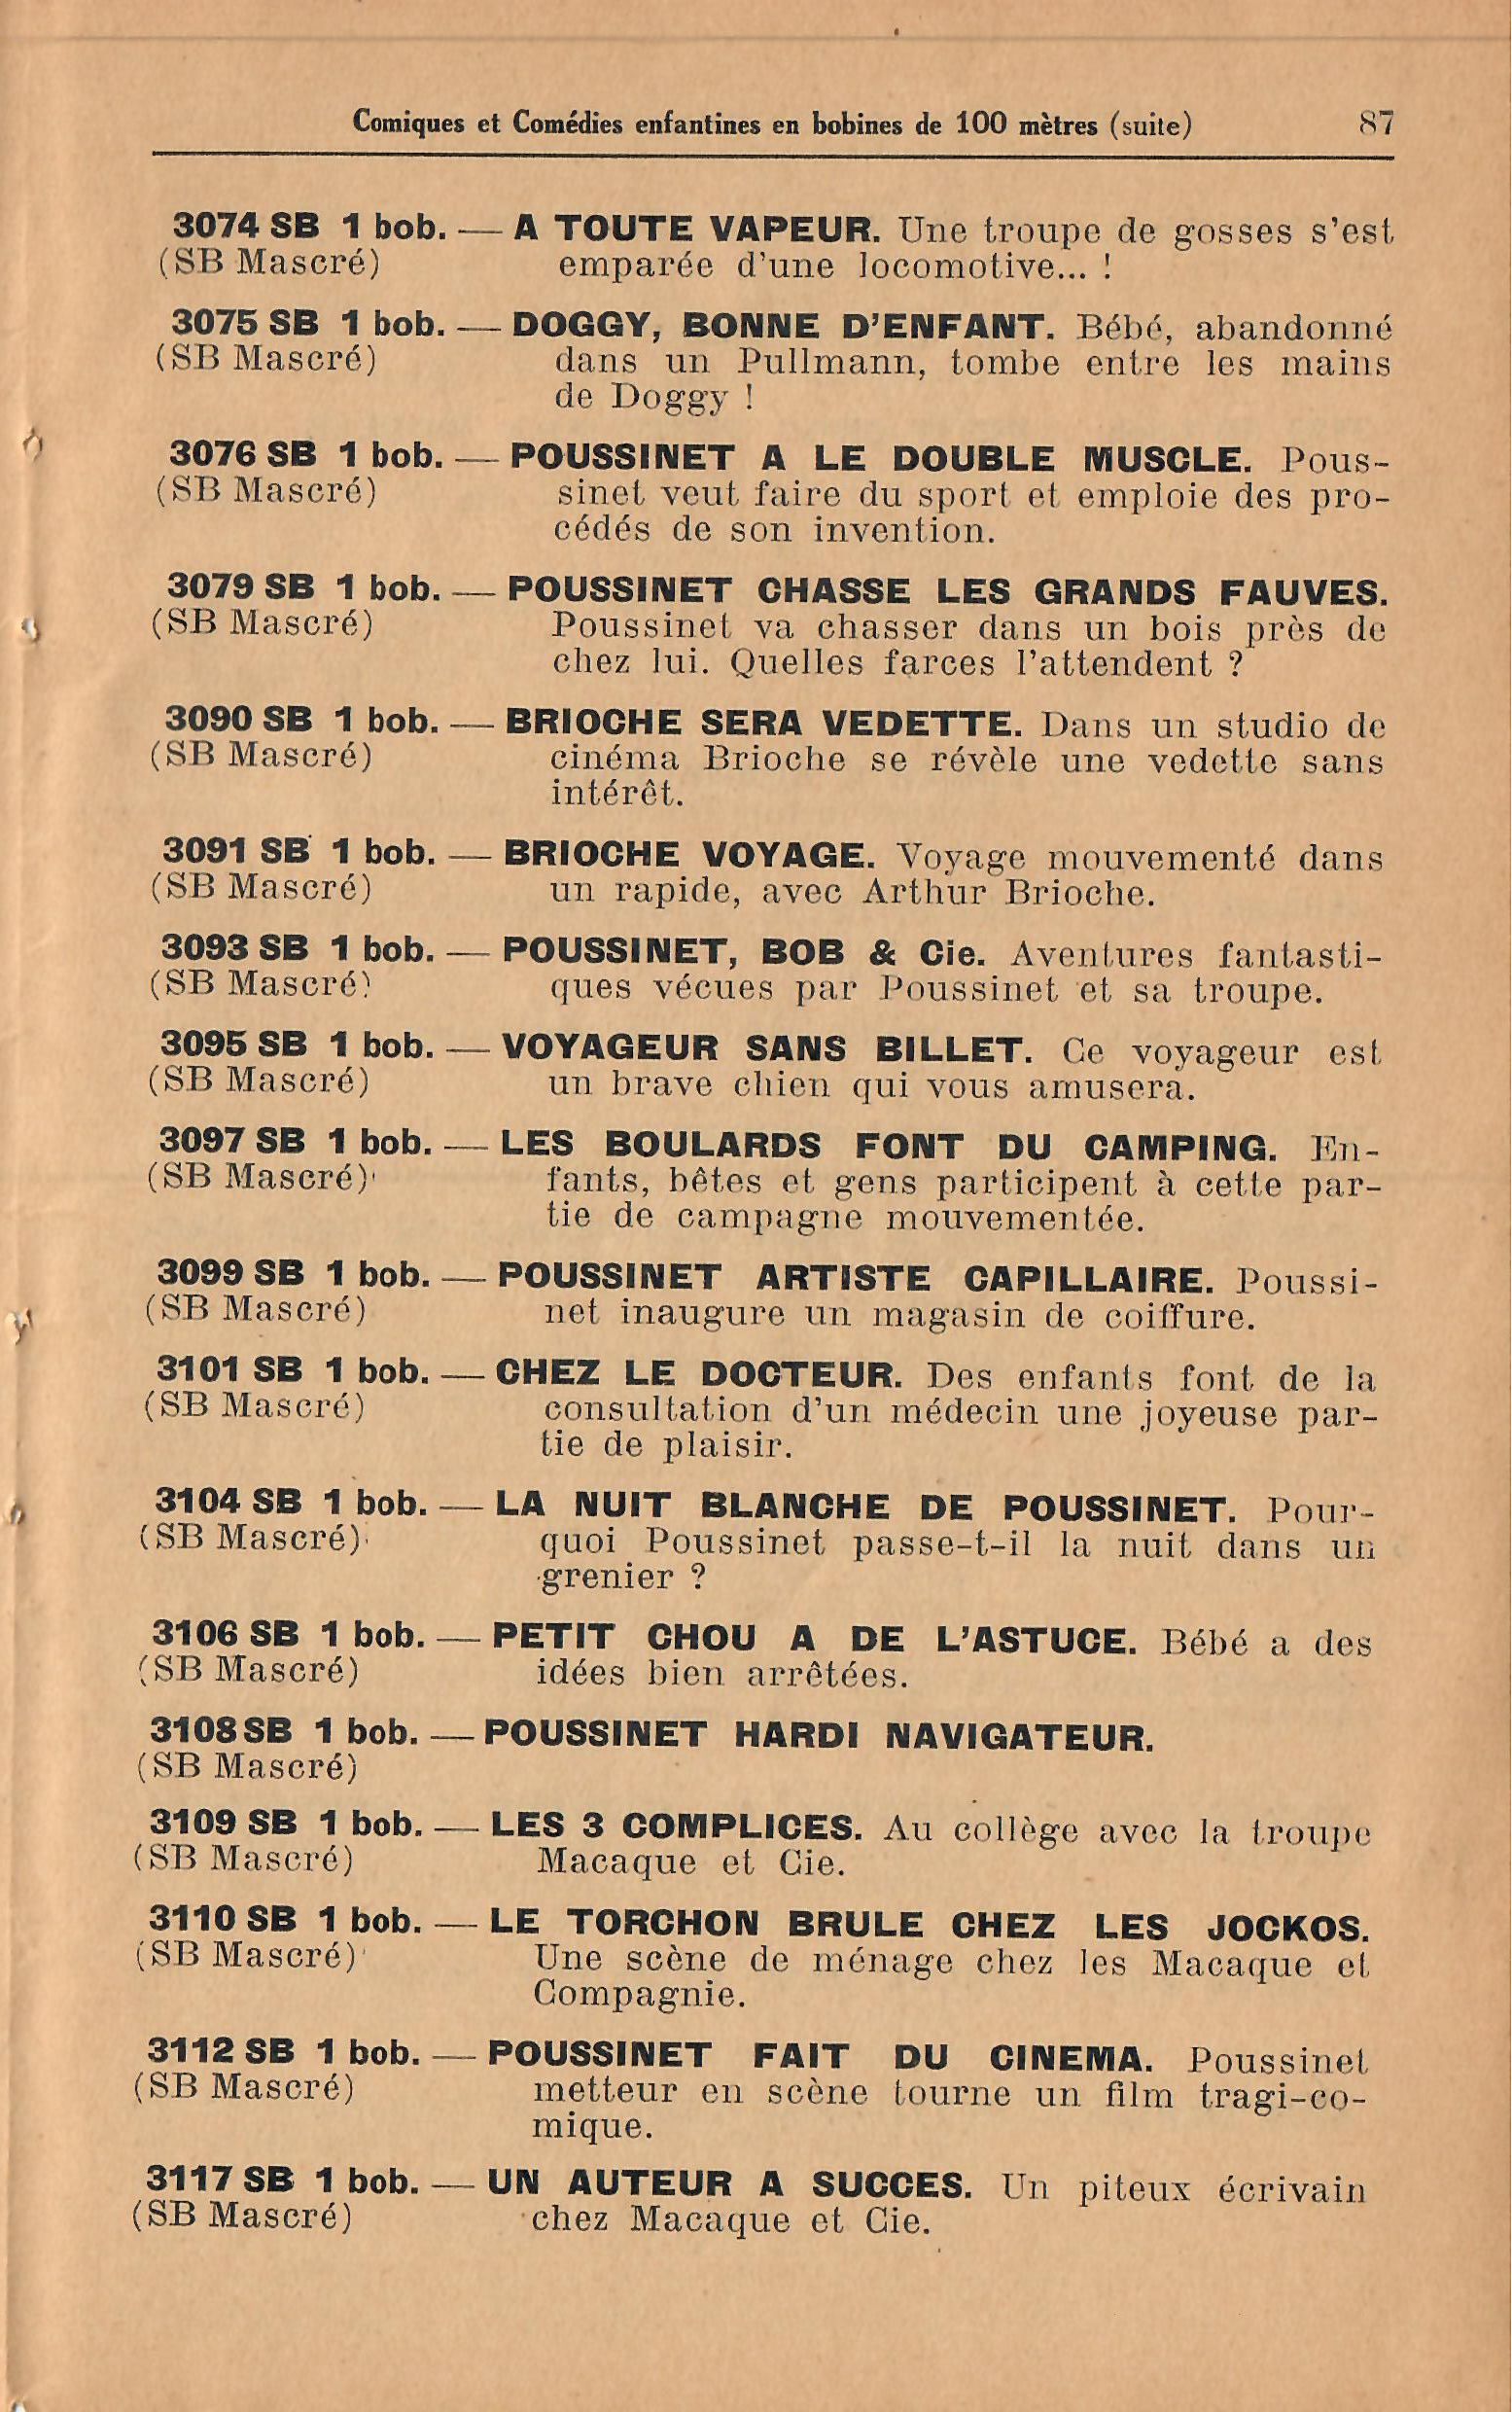 Comiques et Comédies enfantines en bobines de 100 mètres (suite) 87
3074 SB 1 bob. — A TOUTE VAPEUR. Une troupe de gosses s'est
(SB Mascré) emparée d'une locomotive... !
3075 SB 1 bob. — DOGGY, BONNE D'ENFANT. Bébé, abandonné
(SB Mascré) dans un Pullmann, tombe entre les mains
de Doggy !
3076 SB 1 bob. — POUSSINET A LE DOUBLE MUSCLE. Pous-
(SB Mascré) sinet veut faire du sport et emploie des pro-
cédés de son invention.
3079 SB 1 bob. — POUSSINET CHASSE LES GRANDS FAUVES.
(SB Mascré) Poussinet va chasser dans un bois près de
chez lui. Quelles farces l'attendent ?
3090 SB 1 bob. — BRIOCHE SERA VEDETTE. Dans un studio de
(SB Mascré) cinéma Brioche se révèle une vedette sans
intérêt.
3091 SB 1 bob. — BRIOCHE VOYAGE. Voyage mouvementé dans
(SB Mascré) un rapide, avec Arthur Brioche.
3093 SB 1 bob. — POUSSINET, BOB & Cie. Aventures fantasti-
(SB Mascré) ques vécues par Poussinet et sa troupe.
3095 SB 1 bob. — VOYAGEUR SANS BILLET. Ce voyageur est
(SB Mascré) un brave chien qui vous amusera.
3097 SB 1 bob. — LES BOULARDS FONT DU CAMPING. En-
(SB Mascré) fants, bêtes et gens participent à cette par-
tie de campagne mouvementée.
3099 SB 1 bob. — POUSSINET ARTISTE CAPILLAIRE. Poussi-
(SB Mascré) net inaugure un magasin de coiffure.
3101 SB 1 bob. — CHEZ LE DOCTEUR. Des enfants font de la
(SB Mascré) consultation d'un médecin une joyeuse par-
tie de plaisir.
3104 SB 1 bob. — LA NUIT BLANCHE DE POUSSINET. Pour-
(SB Mascré) quoi Poussinet passe-t-il la nuit dans un
grenier ?
3106 SB 1 bob. — PETIT CHOU A DE L'ASTUCE. Bébé a des
(SB Mascré) idées bien arrêtées.
3108 SB 1 bob. — POUSSINET HARDI NAVIGATEUR.
(SB Mascré)
3109 SB 1 bob. — LES 3 COMPLICES. Au collège avec la troupe
(SB Mascré) Macaque et Cie.
3110 SB 1 bob. — LE TORCHON BRULE CHEZ LES JOCKOS.
(SB Mascré) Une scène de ménage chez les Macaque et
Compagnie.
3112 SB 1 bob. — POUSSINET FAIT DU CINEMA. Poussinet
(SB Mascré) metteur en scène tourne un film tragi-co-
mique.
3117 SB 1 bob. — UN AUTEUR A SUCCES. Un piteux écrivain
(SB Mascré) chez Macaque et Cie.